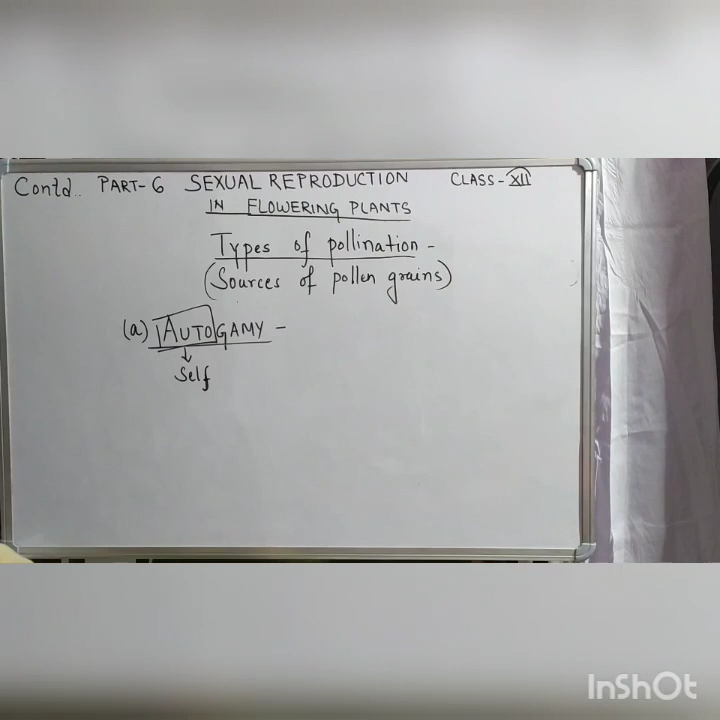 Contd.. PART-6 SEXUAL REPRODUCTION CLASS-XII
IN FLOWERING PLANTS
Types of pollination -
(Sources of pollen grains)
(a) AUTOGAMY -
↓
Self
InShOt